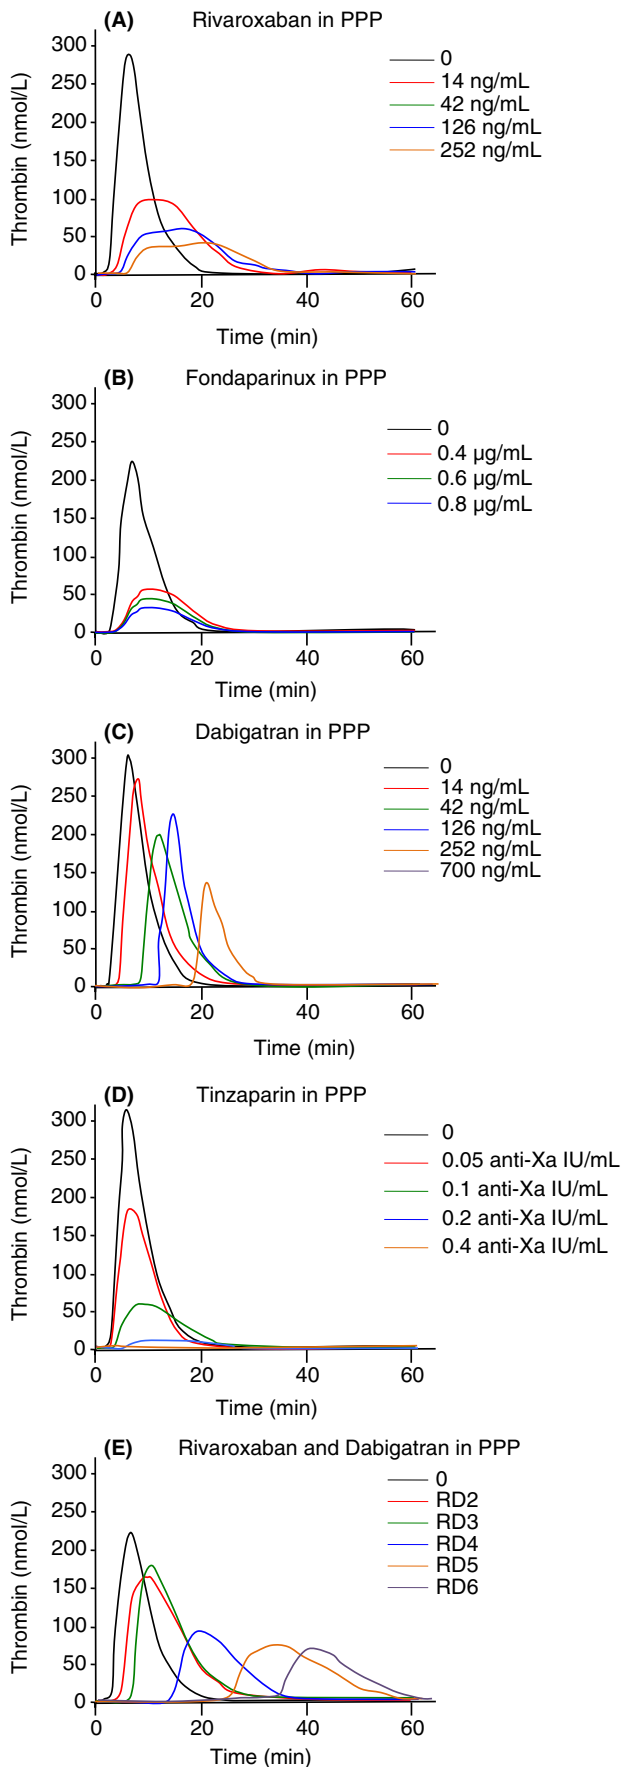 (A) Rivaroxaban in PPP
300
250
200
150
100
50
0
Thrombin (nmol/L)
0
14 ng/mL
42 ng/mL
126 ng/mL
252 ng/mL
0 20 40 60
Time (min)
(B) Fondaparinux in PPP
300
250
200
150
100
50
0
Thrombin (nmol/L)
0
0.4 µg/mL
0.6 µg/mL
0.8 µg/mL
0 20 40 60
Time (min)
(C) Dabigatran in PPP
300
250
200
150
100
50
0
Thrombin (nmol/L)
0
14 ng/mL
42 ng/mL
126 ng/mL
252 ng/mL
700 ng/mL
0 20 40 60
Time (min)
(D) Tinzaparin in PPP
300
250
200
150
100
50
0
Thrombin (nmol/L)
0
0.05 anti-Xa IU/mL
0.1 anti-Xa IU/mL
0.2 anti-Xa IU/mL
0.4 anti-Xa IU/mL
0 20 40 60
Time (min)
(E) Rivaroxaban and Dabigatran in PPP
300
250
200
150
100
50
0
Thrombin (nmol/L)
0
RD2
RD3
RD4
RD5
RD6
0 20 40 60
Time (min)